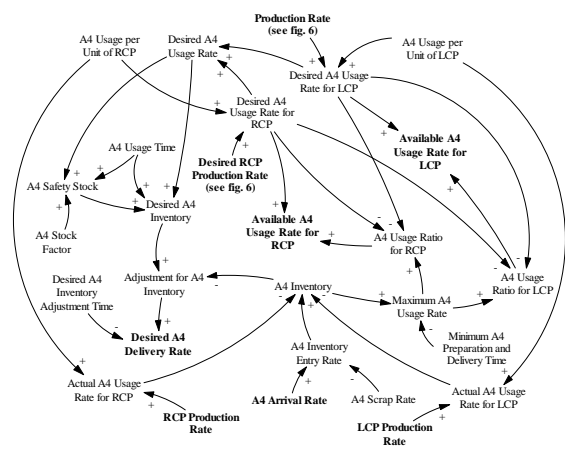 Production Rate
(see fig. 6)
A4 Usage per
Unit of RCP
Desired A4
Usage Rate
A4 Usage per
Unit of LCP
Desired A4 Usage
Rate for LCP
Desired A4
Usage Rate for
RCP
Available A4
Usage Rate for
LCP
A4 Usage Time
Desired RCP
Production Rate
(see fig. 6)
A4 Safety Stock
Desired A4
Inventory
Available A4
Usage Rate for
RCP
A4 Usage Ratio
for RCP
A4 Stock
Factor
Desired A4
Inventory
Adjustment Time
Adjustment for A4
Inventory
A4 Inventory
Maximum A4
Usage Rate
A4 Usage
Ratio for LCP
Desired A4
Delivery Rate
A4 Inventory
Entry Rate
Minimum A4
Preparation and
Delivery Time
Actual A4 Usage
Rate for RCP
Actual A4 Usage
Rate for LCP
A4 Arrival Rate
A4 Scrap Rate
RCP Production
Rate
LCP Production
Rate